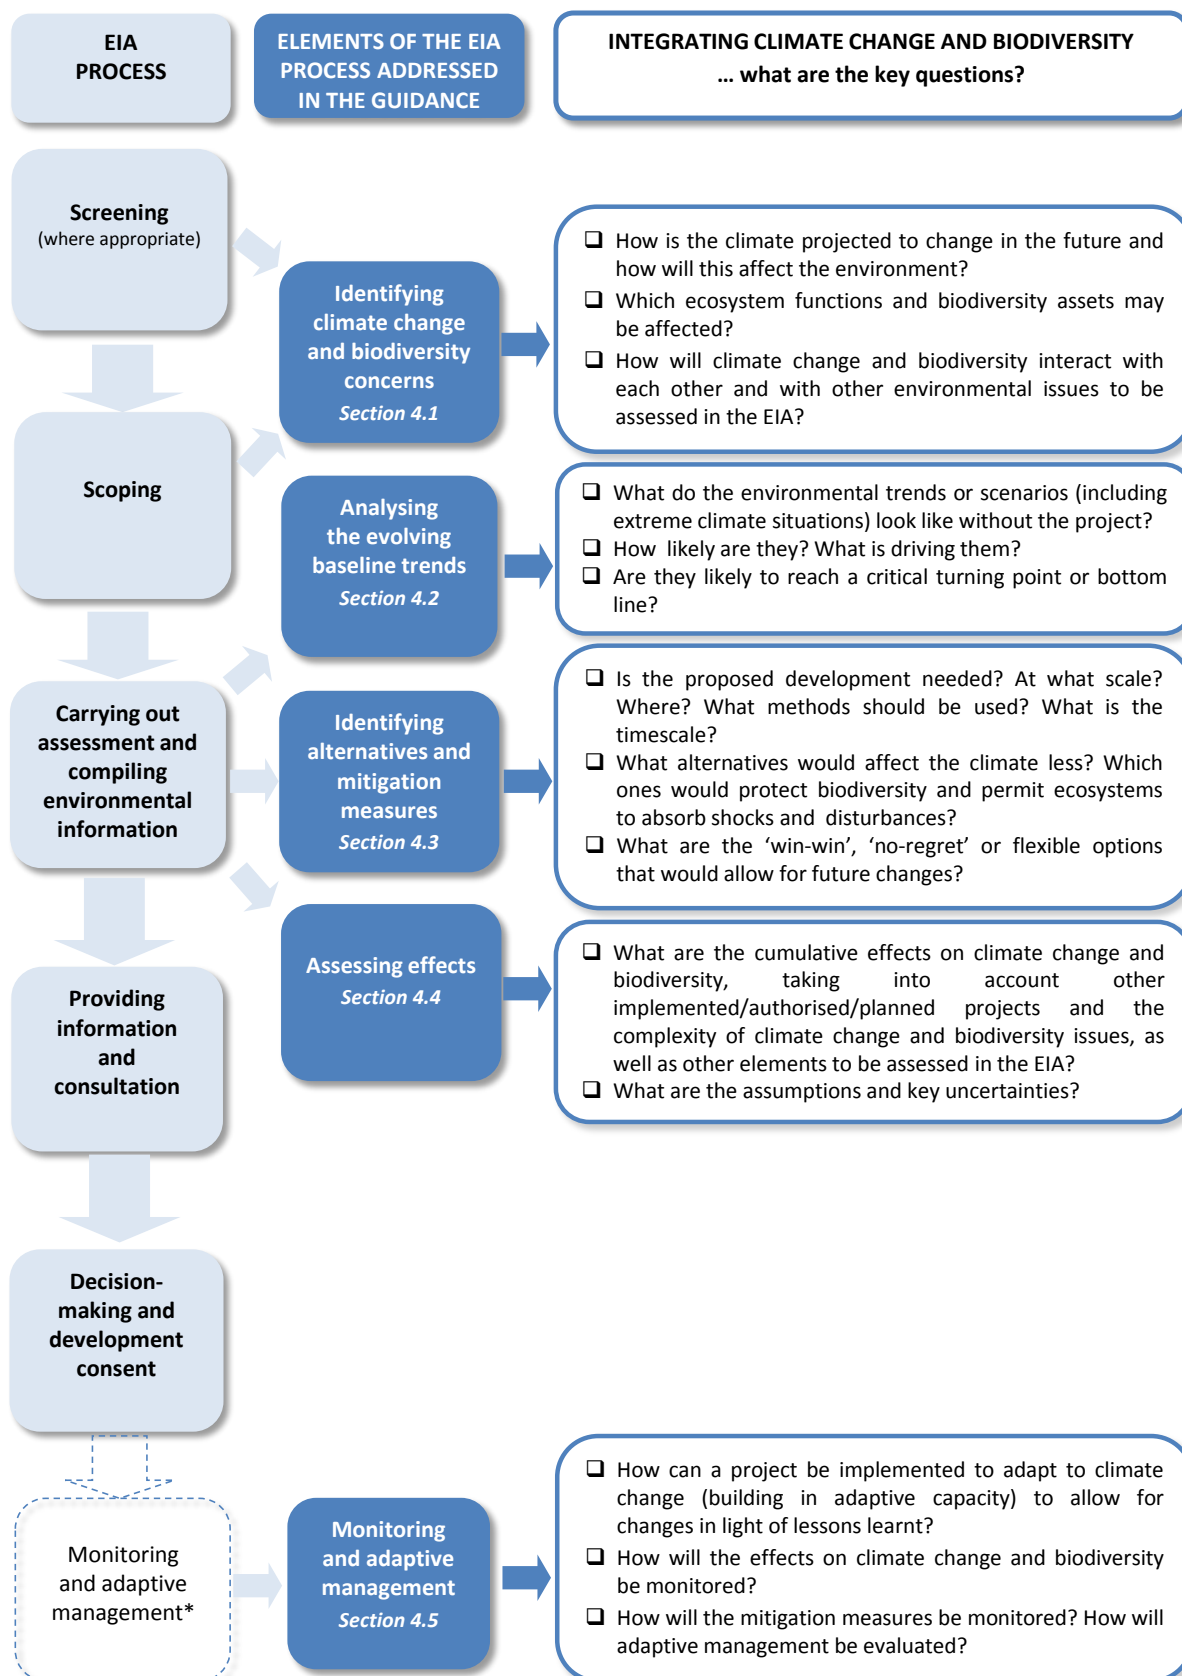 EIA
PROCESS
ELEMENTS OF THE EIA
PROCESS ADDRESSED
IN THE GUIDANCE
INTEGRATING CLIMATE CHANGE AND BIODIVERSITY
... what are the key questions?
Screening
(where appropriate)
Identifying
climate change
and biodiversity
concerns
Section 4.1
❑ How is the climate projected to change in the future and
how will this affect the environment?
❑ Which ecosystem functions and biodiversity assets may
be affected?
❑ How will climate change and biodiversity interact with
each other and with other environmental issues to be
assessed in the EIA?
Scoping
Analysing
the evolving
baseline trends
Section 4.2
❑ What do the environmental trends or scenarios (including
extreme climate situations) look like without the project?
❑ How likely are they? What is driving them?
❑ Are they likely to reach a critical turning point or bottom
line?
Carrying out
assessment and
compiling
environmental
information
Identifying
alternatives and
mitigation
measures
Section 4.3
❑ Is the proposed development needed? At what scale?
Where? What methods should be used? What is the
timescale?
❑ What alternatives would affect the climate less? Which
ones would protect biodiversity and permit ecosystems
to absorb shocks and disturbances?
❑ What are the ‘win-win’, ‘no-regret’ or flexible options
that would allow for future changes?
Assessing effects
Section 4.4
❑ What are the cumulative effects on climate change and
biodiversity, taking into account other
implemented/authorised/planned projects and the
complexity of climate change and biodiversity issues, as
well as other elements to be assessed in the EIA?
❑ What are the assumptions and key uncertainties?
Providing
information
and
consultation
Decision-
making and
development
consent
Monitoring
and adaptive
management*
Monitoring
and adaptive
management
Section 4.5
❑ How can a project be implemented to adapt to climate
change (building in adaptive capacity) to allow for
changes in light of lessons learnt?
❑ How will the effects on climate change and biodiversity
be monitored?
❑ How will the mitigation measures be monitored? How will
adaptive management be evaluated?